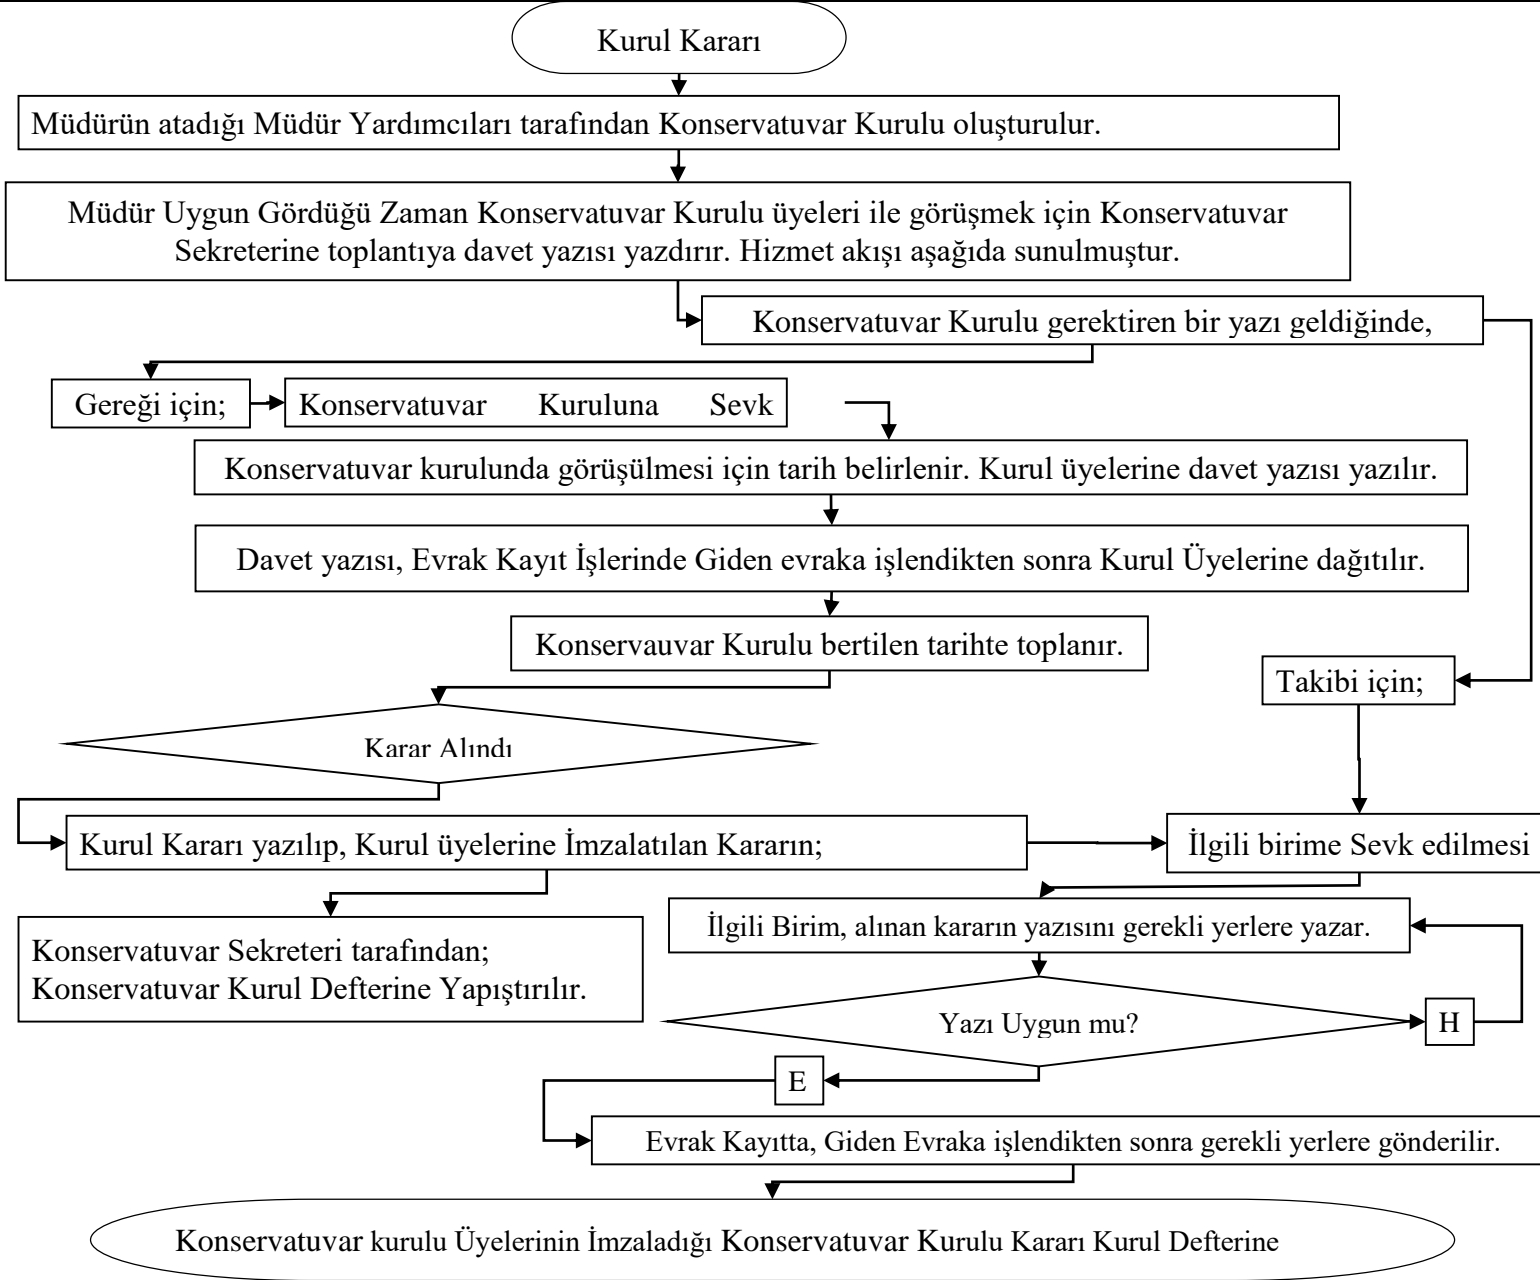 Kurul Kararı
Müdürün atadığı Müdür Yardımcıları tarafından Konservatuvar Kurulu oluşturulur.
Müdür Uygun Gördüğü Zaman Konservatuvar Kurulu üyeleri ile görüşmek için Konservatuvar
Sekreterine toplantıya davet yazısı yazdırır. Hizmet akışı aşağıda sunulmuştur.
Konservatuvar Kurulu gerektiren bir yazı geldiğinde,
Gereği için;
Konservatuvar Kuruluna Sevk
Konservatuvar kurulunda görüşülmesi için tarih belirlenir. Kurul üyelerine davet yazısı yazılır.
Davet yazısı, Evrak Kayıt İşlerinde Giden evraka işlendikten sonra Kurul Üyelerine dağıtılır.
Konservauvar Kurulu bertilen tarihte toplanır.
Takibi için;
Karar Alındı
Kurul Kararı yazılıp, Kurul üyelerine İmzalatılan Kararın;
İlgili birime Sevk edilmesi
İlgili Birim, alınan kararın yazısını gerekli yerlere yazar.
Konservatuvar Sekreteri tarafından;
Konservatuvar Kurul Defterine Yapıştırılır.
Yazı Uygun mu?
H
E
Evrak Kayıtta, Giden Evraka işlendikten sonra gerekli yerlere gönderilir.
Konservatuvar kurulu Üyelerinin İmzaladığı Konservatuvar Kurulu Kararı Kurul Defterine